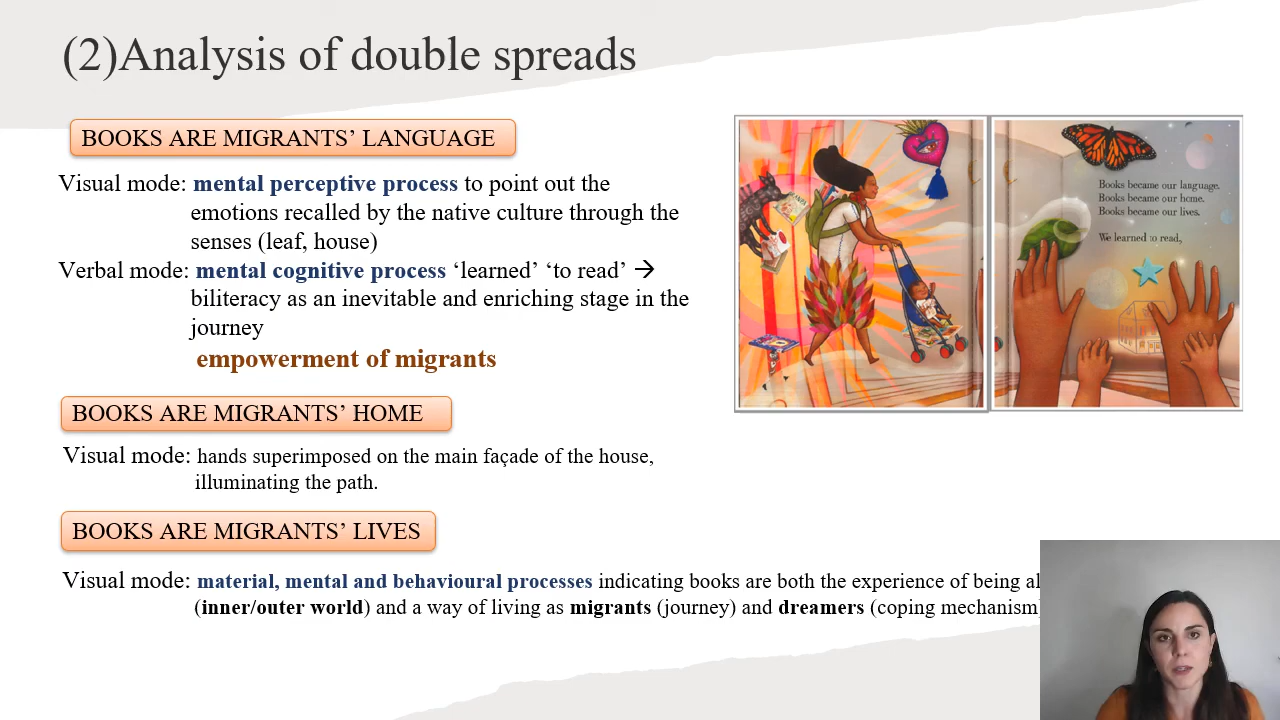 (2)Analysis of double spreads
BOOKS ARE MIGRANTS’ LANGUAGE
Visual mode: mental perceptive process to point out the
emotions recalled by the native culture through the
senses (leaf, house)
Verbal mode: mental cognitive process ‘learned’ ‘to read’ →
biliteracy as an inevitable and enriching stage in the
journey
empowerment of migrants
BOOKS ARE MIGRANTS’ HOME
Visual mode: hands superimposed on the main façade of the house,
illuminating the path.
BOOKS ARE MIGRANTS’ LIVES
Visual mode: material, mental and behavioural processes indicating books are both the experience of being
(inner/outer world) and a way of living as migrants (journey) and dreamers (coping mechanism
Books became our language.
Books became our home.
Books became our lives.
We learned to read,